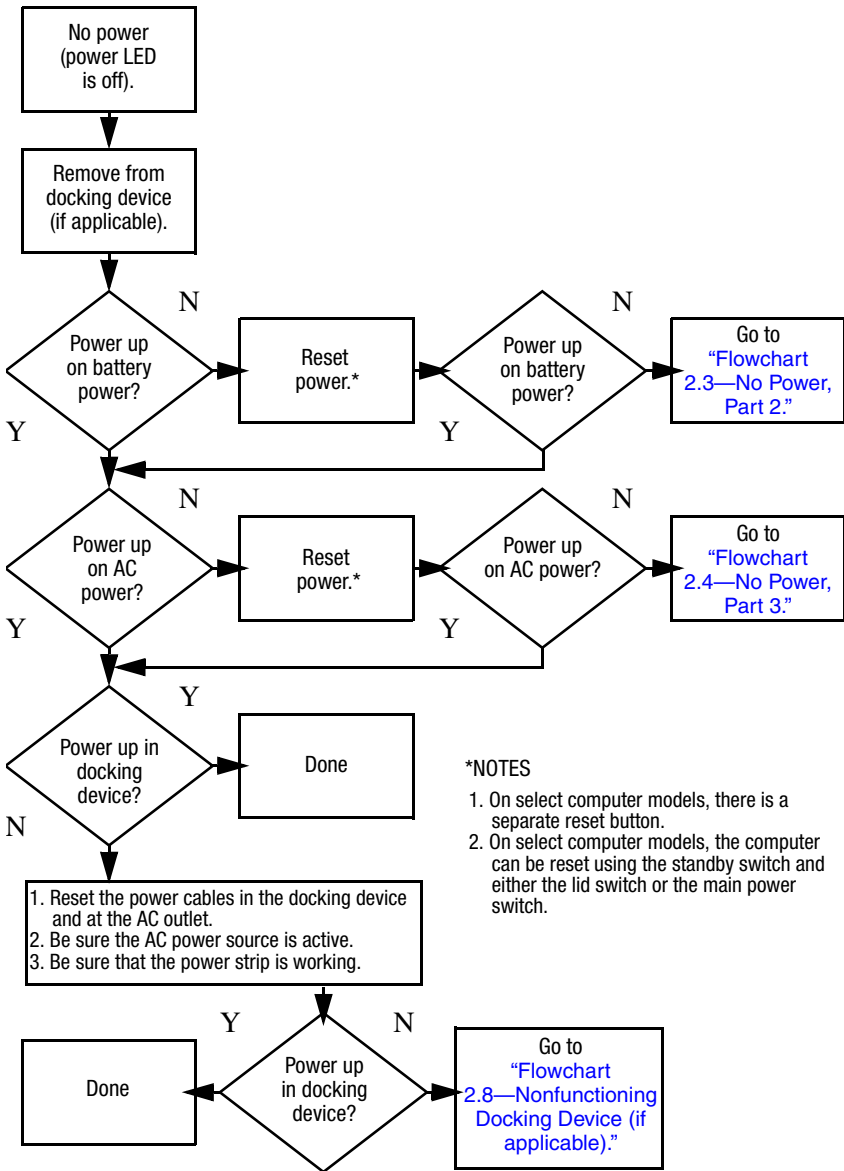 No power
(power LED
is off).
Remove from
docking device
(if applicable).
N
N
Power up
on battery
power?
Reset
power.*
Power up
on battery
power?
Go to
“Flowchart
2.3—No Power,
Part 2.”
Y
Y
N
N
Power up
on AC
power?
Reset
power.*
Power up
on AC power?
Go to
“Flowchart
2.4—No Power,
Part 3.”
Y
Y
Y
Power up in
docking
device?
Done
N
*NOTES
1. On select computer models, there is a
separate reset button.
2. On select computer models, the computer
can be reset using the standby switch and
either the lid switch or the main power
switch.
1. Reset the power cables in the docking device
and at the AC outlet.
2. Be sure the AC power source is active.
3. Be sure that the power strip is working.
Y
N
Done
Power up
in docking
device?
Go to
“Flowchart
2.8—Nonfunctioning
Docking Device (if
applicable).”